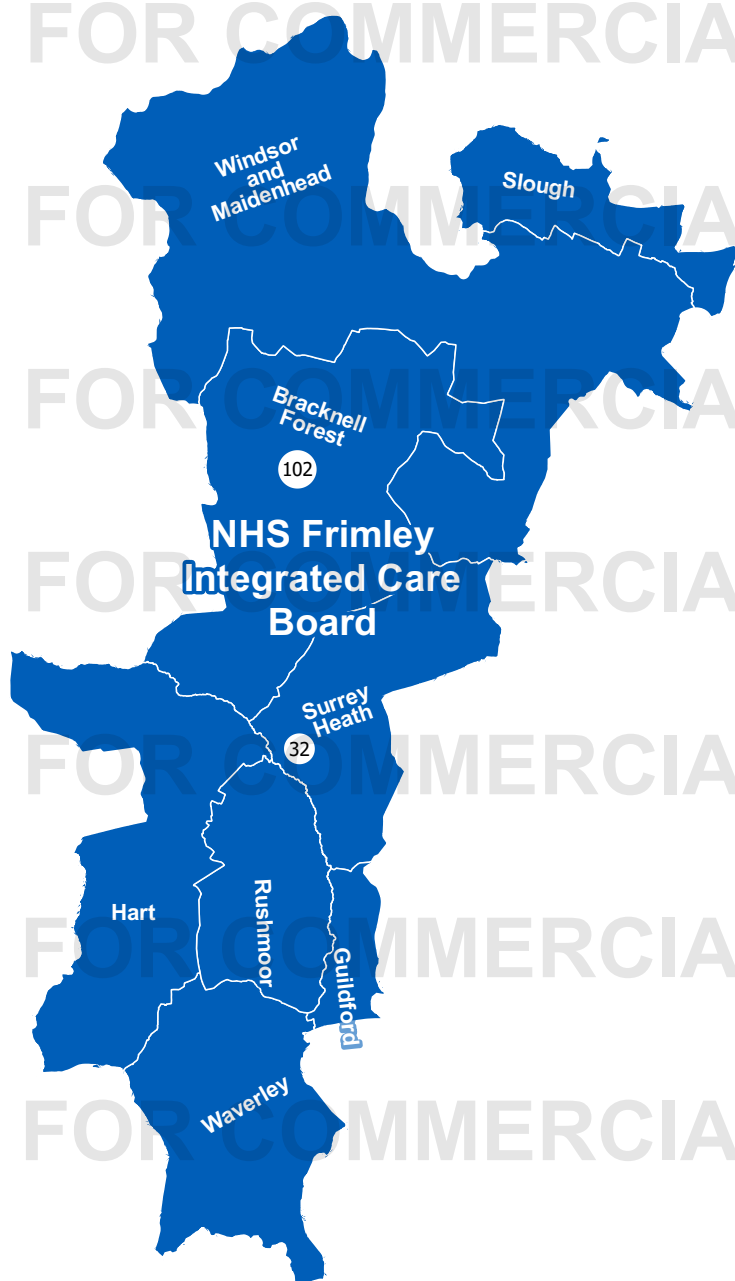 FOR COMMERCIA
Windsor
and
Maidenhead
Slough
FOR COMMERCIA
FOR COMMERCIA
Bracknell
Forest
102
NHS Frimley
Integrated Care
Board
FOR COMMERCIA
Surrey
Heath
32
FOR COMMERCIA
Hart
Rushmoor
Guildford
FOR COMMERCIA
Waverley
FOR COMMERCIA